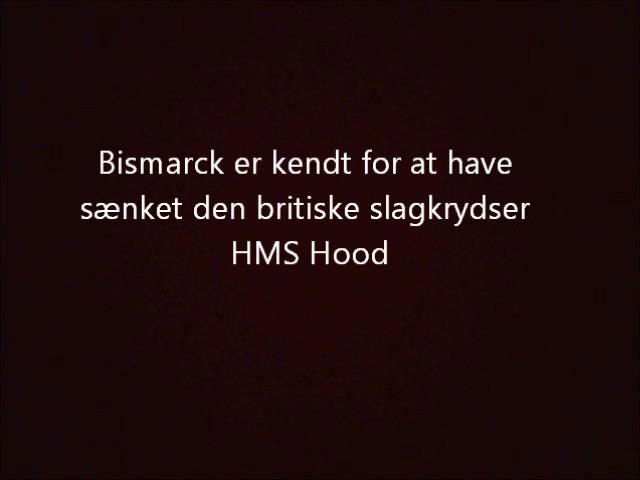 Bismarck er kendt for at have
sænket den britiske slagkrydser
HMS Hood